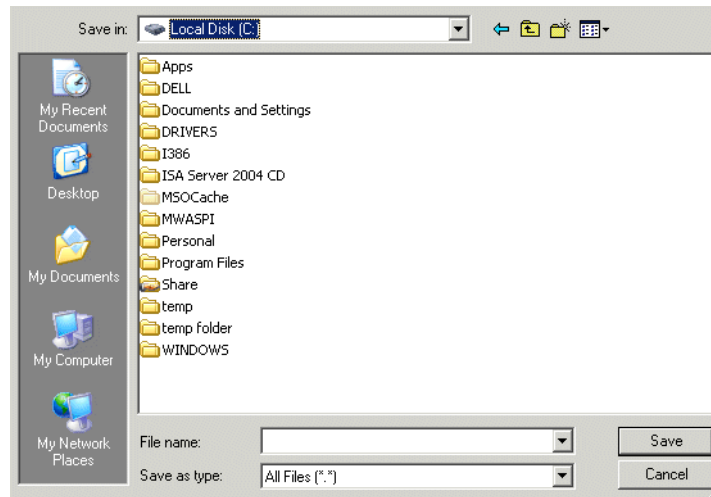 Save in:
Local Disk (C:)
My Recent
Documents
Desktop
My Documents
My Computer
My Network
Places
Apps
DELL
Documents and Settings
DRIVERS
I386
ISA Server 2004 CD
MSOCache
MWASPI
Personal
Program Files
Share
temp
temp folder
WINDOWS
File name:
Save
Save as type:
All Files (*.*)
Cancel